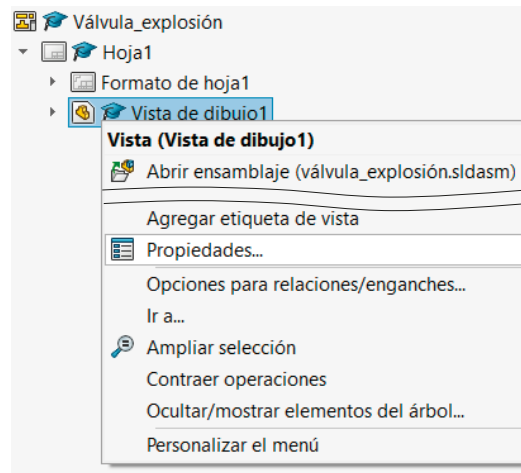 Válvula_explosión
Hoja1
Formato de hoja1
Vista de dibujo1
Vista (Vista de dibujo1)
Abrir ensamblaje (válvula_explosión.sldasm)
Agregar etiqueta de vista
Propiedades...
Opciones para relaciones/enganches...
Ir a...
Ampliar selección
Contraer operaciones
Ocultar/mostrar elementos del árbol...
Personalizar el menú